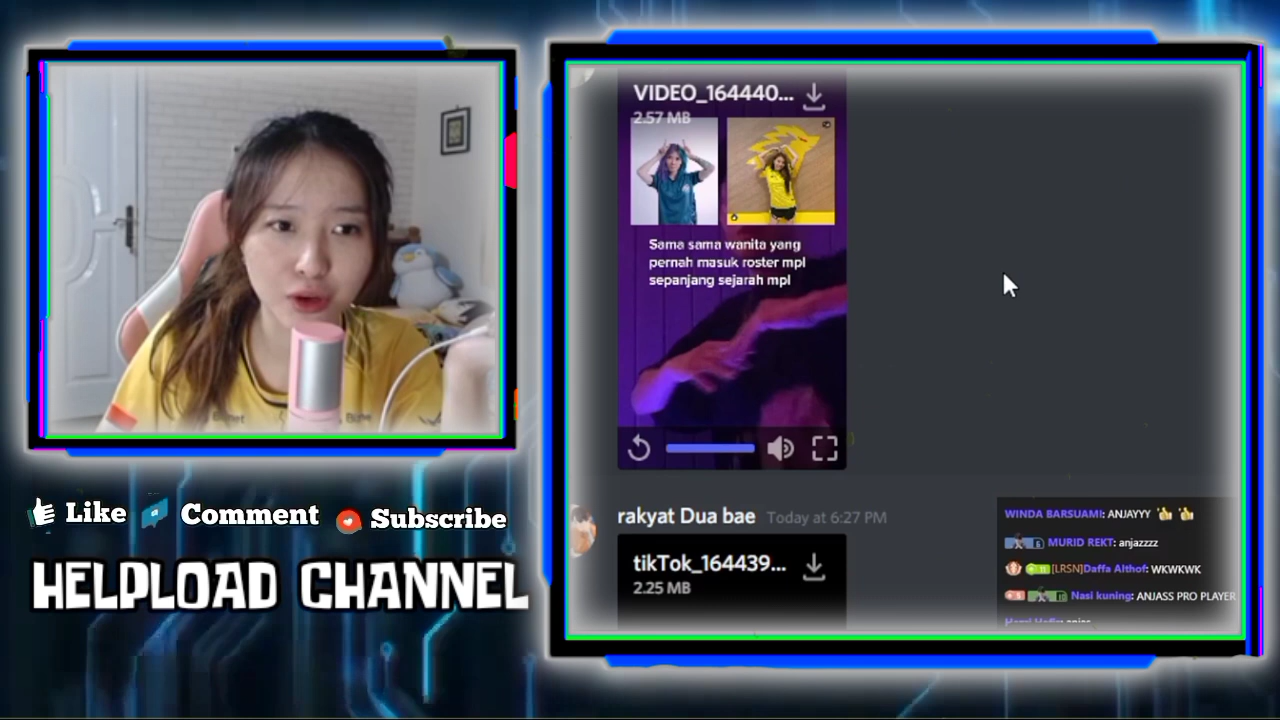 VIDEO_164440...
2.57 MB
Sama sama wanita yang
pernah masuk roster mpl
sepanjang sejarah mpl
rakyat Dua bae Today at 6:27 PM
tikTok_164439...
2.25 MB
WINDA BARSUAMI: ANJAYYY
MURID REKT: anjazzzz
[LRSN]Daffa Althof: WKWKWK
Nasi kuning: ANJASS PRO PLAYER
Like Comment Subscribe
HELPLOAD CHANNEL